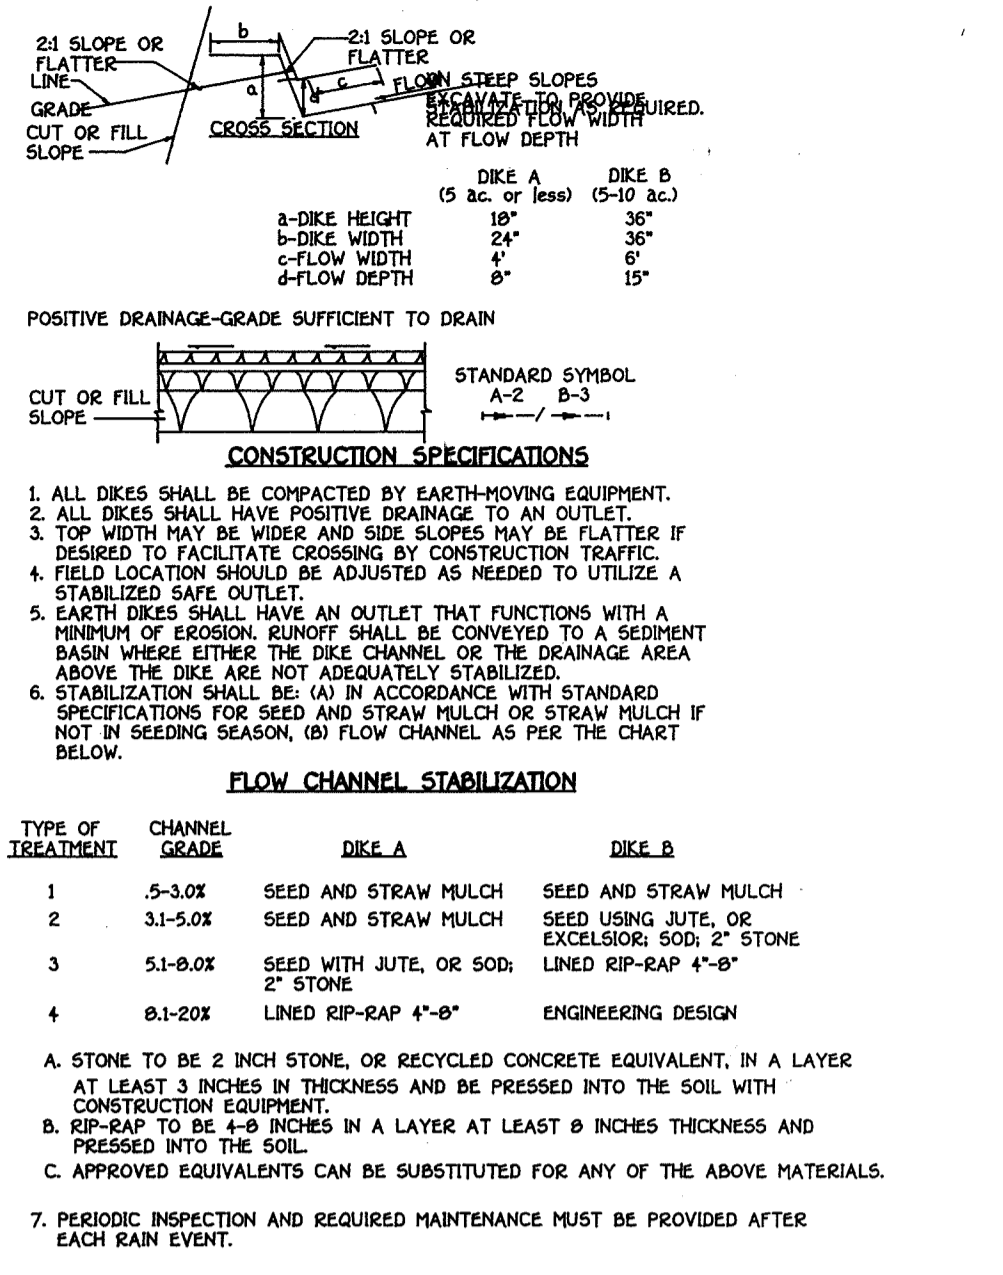 2:1 SLOPE OR
FLATTER
LINE
GRADE
CUT OR FILL
SLOPE
b
a
c
d
2:1 SLOPE OR
FLATTER
CROSS SECTION
ON STEEP SLOPES
EXCAVATE TO PROVIDE
STABILIZATION AS REQUIRED.
REQUIRED FLOW WIDTH
AT FLOW DEPTH
DIKE A DIKE B
(5 ac. or less) (5-10 ac.)
a-DIKE HEIGHT 18" 36"
b-DIKE WIDTH 24" 36"
c-FLOW WIDTH 4' 6'
d-FLOW DEPTH 8" 15"
POSITIVE DRAINAGE-GRADE SUFFICIENT TO DRAIN
CUT OR FILL
SLOPE
STANDARD SYMBOL
A-2 B-3
CONSTRUCTION SPECIFICATIONS
1. ALL DIKES SHALL BE COMPACTED BY EARTH-MOVING EQUIPMENT.
2. ALL DIKES SHALL HAVE POSITIVE DRAINAGE TO AN OUTLET.
3. TOP WIDTH MAY BE WIDER AND SIDE SLOPES MAY BE FLATTER IF
DESIRED TO FACILITATE CROSSING BY CONSTRUCTION TRAFFIC.
4. FIELD LOCATION SHOULD BE ADJUSTED AS NEEDED TO UTILIZE A
STABILIZED SAFE OUTLET.
5. EARTH DIKES SHALL HAVE AN OUTLET THAT FUNCTIONS WITH A
MINIMUM OF EROSION. RUNOFF SHALL BE CONVEYED TO A SEDIMENT
BASIN WHERE EITHER THE DIKE CHANNEL OR THE DRAINAGE AREA
ABOVE THE DIKE ARE NOT ADEQUATELY STABILIZED.
6. STABILIZATION SHALL BE: (A) IN ACCORDANCE WITH STANDARD
SPECIFICATIONS FOR SEED AND STRAW MULCH OR STRAW MULCH IF
NOT IN SEEDING SEASON, (B) FLOW CHANNEL AS PER THE CHART
BELOW.
FLOW CHANNEL STABILIZATION
TYPE OF CHANNEL
TREATMENT GRADE DIKE A DIKE B
1 .5-3.0% SEED AND STRAW MULCH SEED AND STRAW MULCH
2 3.1-5.0% SEED AND STRAW MULCH SEED USING JUTE, OR
EXCELSIOR; SOD; 2" STONE
3 5.1-8.0% SEED WITH JUTE, OR SOD; LINED RIP-RAP 4"-8"
2" STONE
4 8.1-20% LINED RIP-RAP 4"-8" ENGINEERING DESIGN
A. STONE TO BE 2 INCH STONE, OR RECYCLED CONCRETE EQUIVALENT, IN A LAYER
AT LEAST 3 INCHES IN THICKNESS AND BE PRESSED INTO THE SOIL WITH
CONSTRUCTION EQUIPMENT.
B. RIP-RAP TO BE 4-8 INCHES IN A LAYER AT LEAST 8 INCHES THICKNESS AND
PRESSED INTO THE SOIL.
C. APPROVED EQUIVALENTS CAN BE SUBSTITUTED FOR ANY OF THE ABOVE MATERIALS.
7. PERIODIC INSPECTION AND REQUIRED MAINTENANCE MUST BE PROVIDED AFTER
EACH RAIN EVENT.